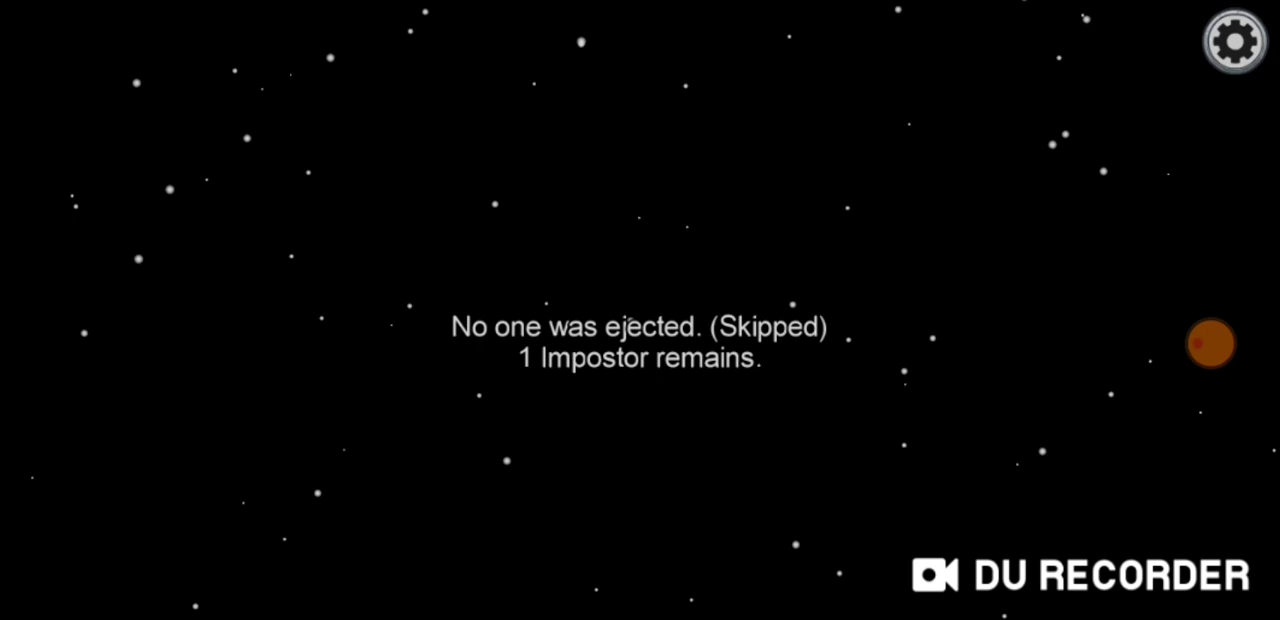 No one was ejected. (Skipped)
1 Impostor remains.
DU RECORDER